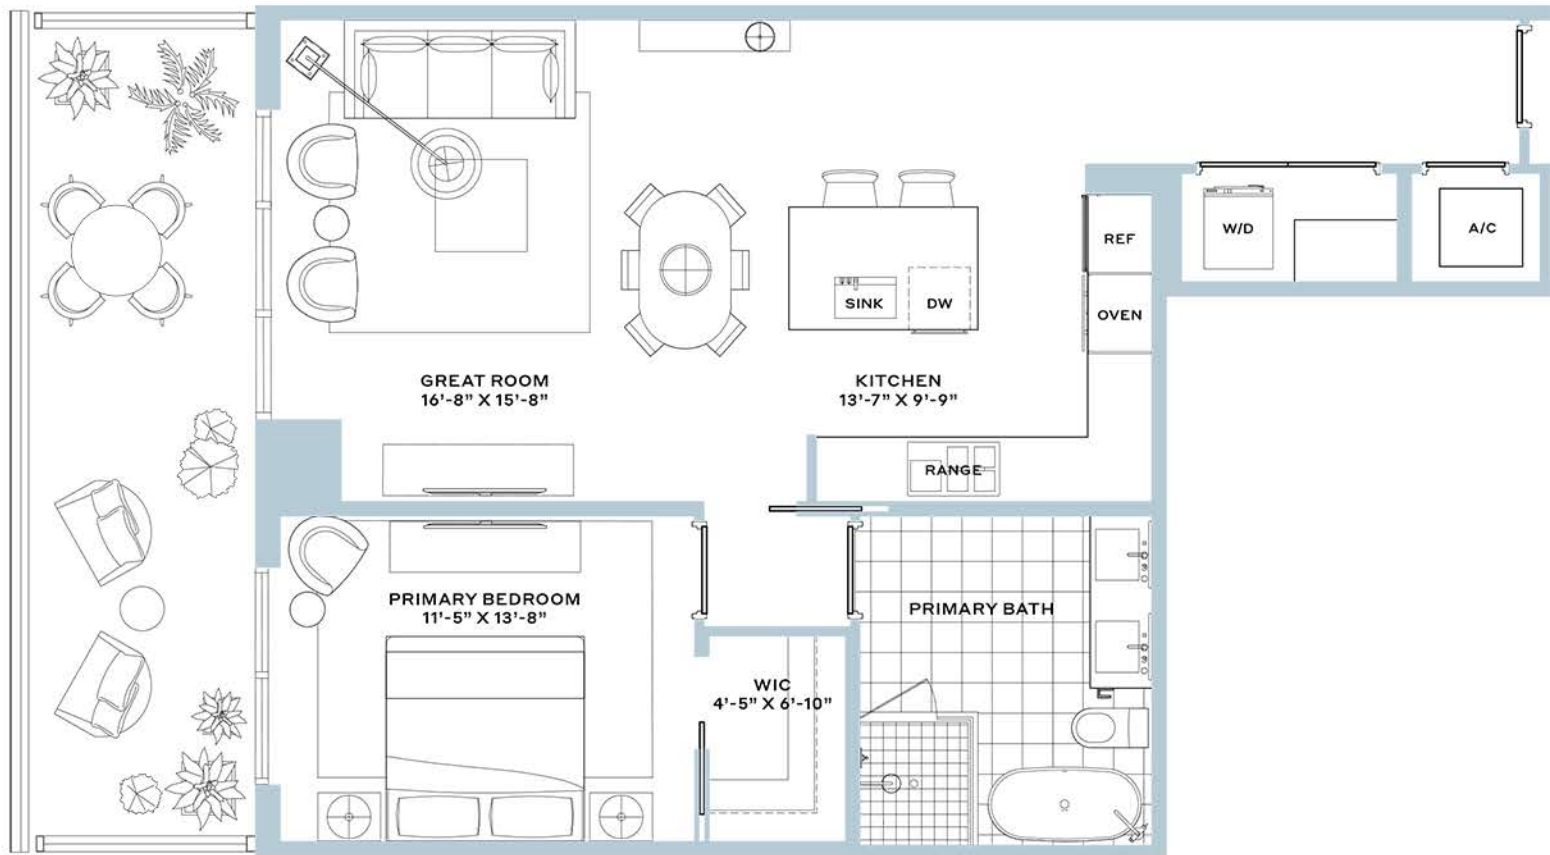 REF
W/D
A/C
SINK
DW
OVEN
GREAT ROOM
16'-8” X 15'-8”
KITCHEN
13'-7” X 9'-9”
RANGE
PRIMARY BEDROOM
11'-5” X 13'-8”
PRIMARY BATH
WIC
4'-5” X 6'-10”